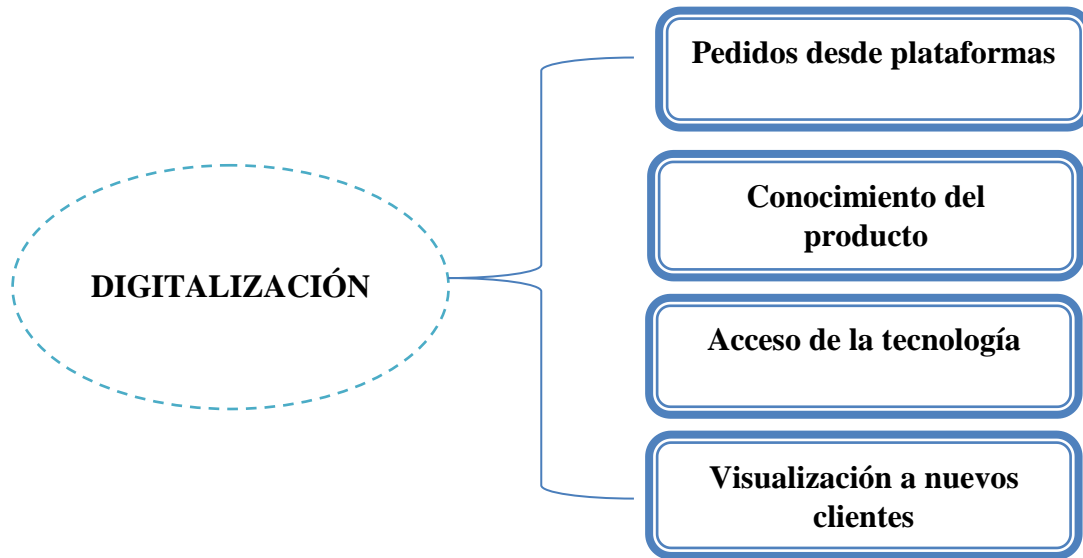 DIGITALIZACIÓN
Pedidos desde plataformas
Conocimiento del
producto
Acceso de la tecnología
Visualización a nuevos
clientes